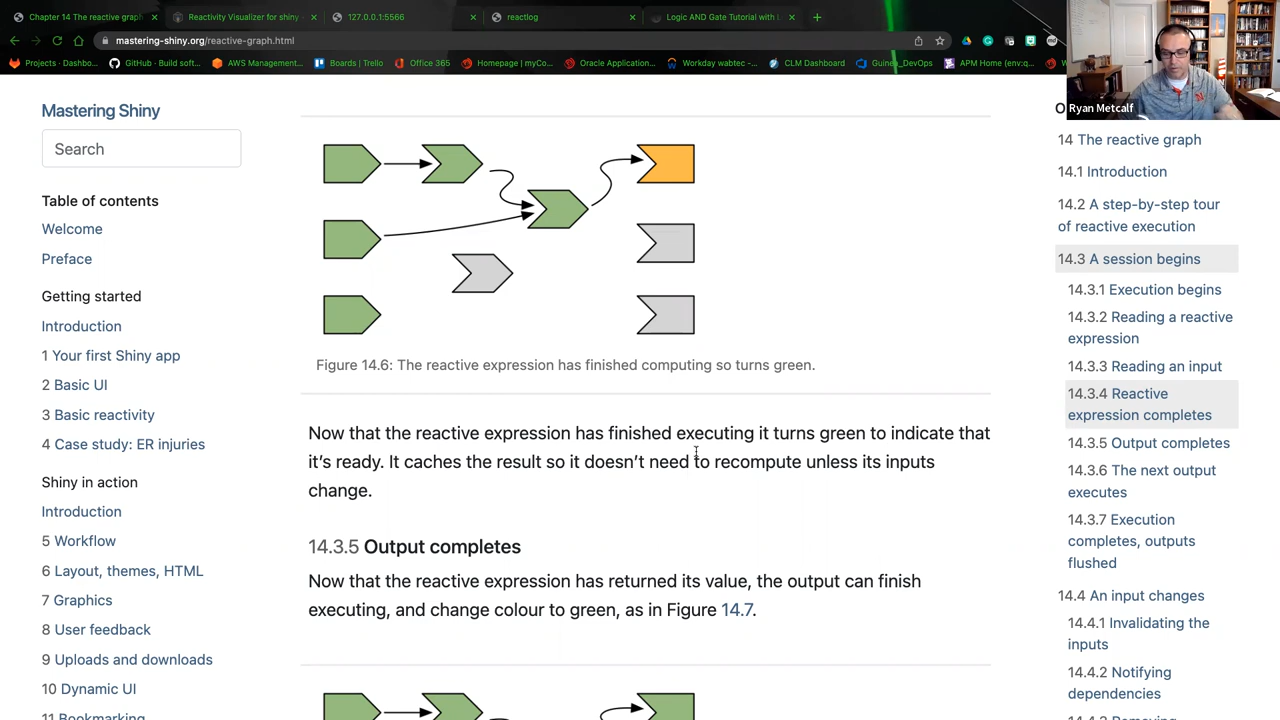 Chapter 14 The reactive graph
Reactivity Visualizer for shiny
127.0.0.1:5566
reactlog
Logic AND Gate Tutorial with
mastering-shiny.org/reactive-graph.html
Projects - Dashbo...
GitHub - Build soft...
AWS Management...
Boards | Trello
Office 365
Homepage | myCo...
Oracle Application...
Workday wabtec -...
CLM Dashboard
Guinea_DevOps
APM Home (env:q...
Ryan Metcalf
Mastering Shiny
Search
Table of contents
Welcome
Preface
Getting started
Introduction
1 Your first Shiny app
2 Basic UI
3 Basic reactivity
4 Case study: ER injuries
Shiny in action
Introduction
5 Workflow
6 Layout, themes, HTML
7 Graphics
8 User feedback
9 Uploads and downloads
10 Dynamic UI
11 Bookmarking
Figure 14.6: The reactive expression has finished computing so turns green.
Now that the reactive expression has finished executing it turns green to indicate that
it’s ready. It caches the result so it doesn’t need to recompute unless its inputs
change.
14.3.5 Output completes
Now that the reactive expression has returned its value, the output can finish
executing, and change colour to green, as in Figure 14.7.
14 The reactive graph
14.1 Introduction
14.2 A step-by-step tour
of reactive execution
14.3 A session begins
14.3.1 Execution begins
14.3.2 Reading a reactive
expression
14.3.3 Reading an input
14.3.4 Reactive
expression completes
14.3.5 Output completes
14.3.6 The next output
executes
14.3.7 Execution
completes, outputs
flushed
14.4 An input changes
14.4.1 Invalidating the
inputs
14.4.2 Notifying
dependencies